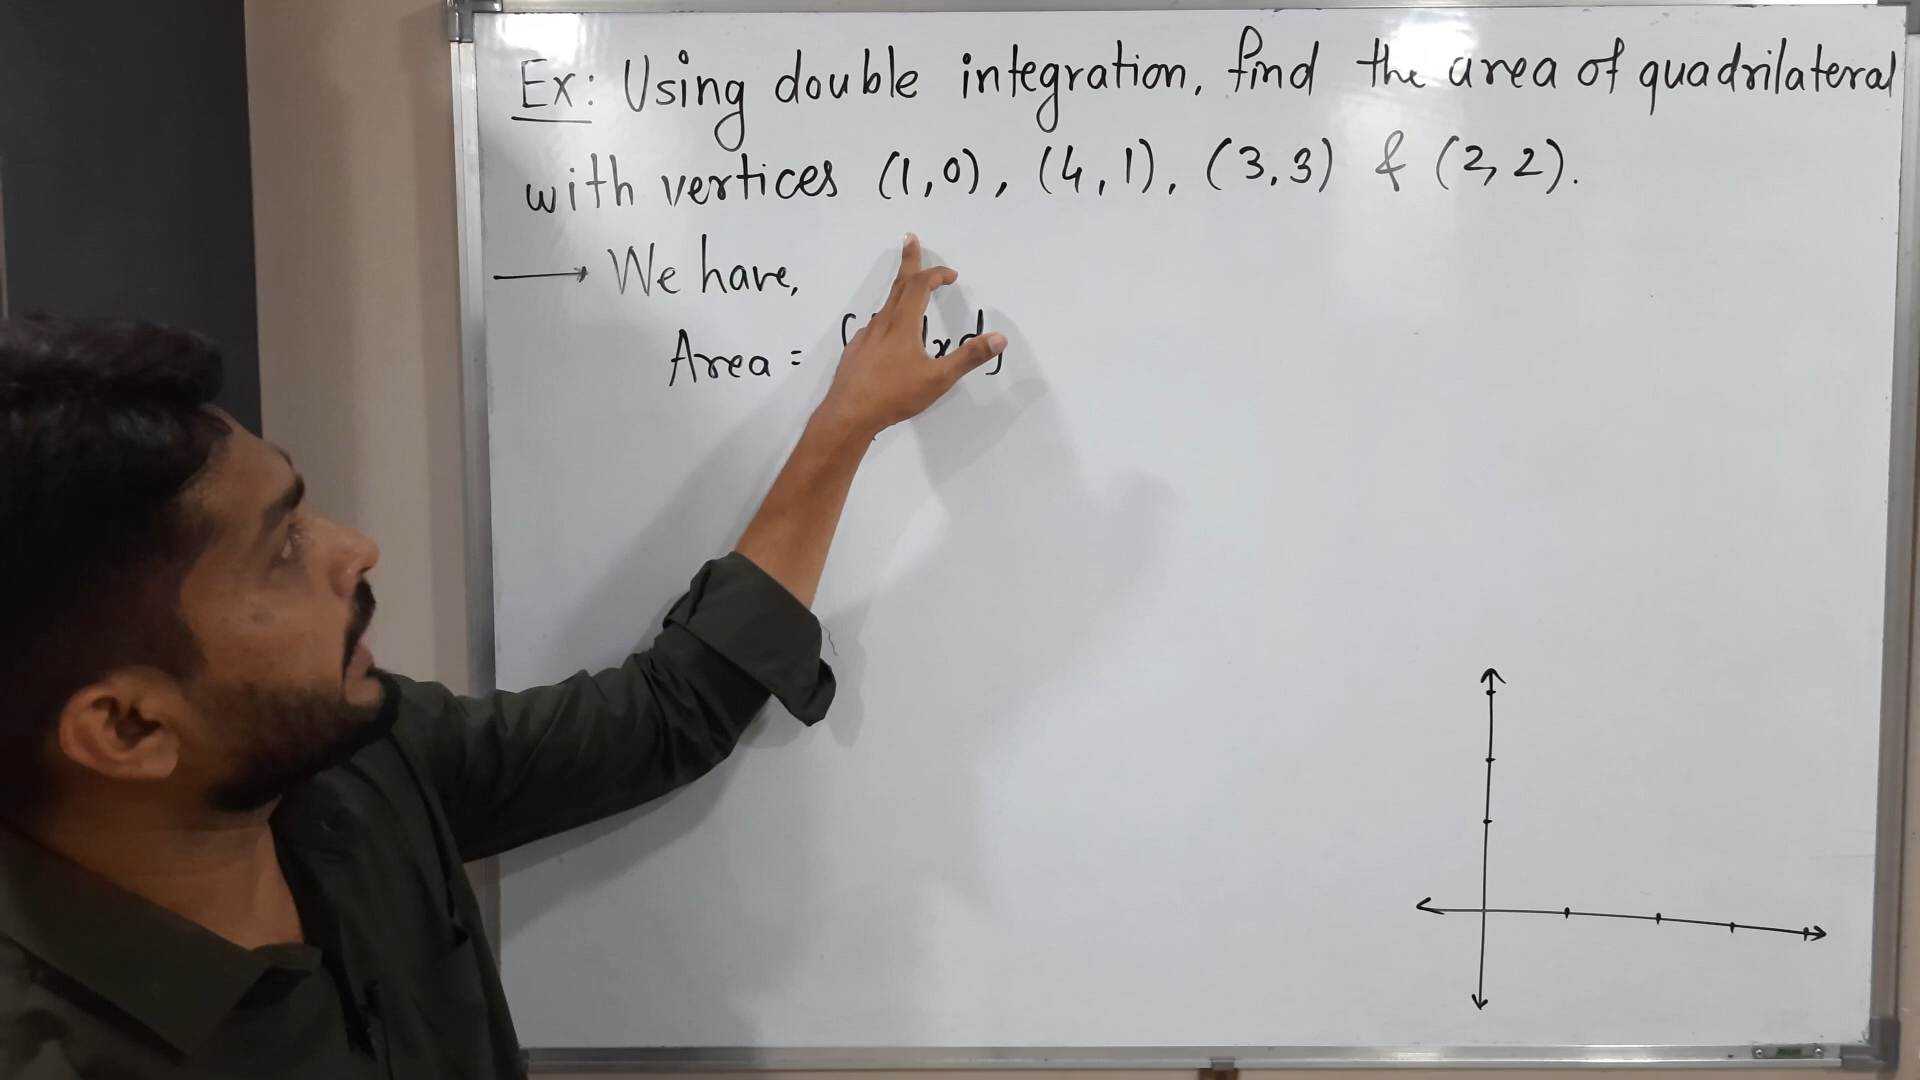 Ex: Using double integration, find the area of quadrilateral
with vertices (1,0), (4,1), (3,3) & (2,2).
→ We have,
Area =